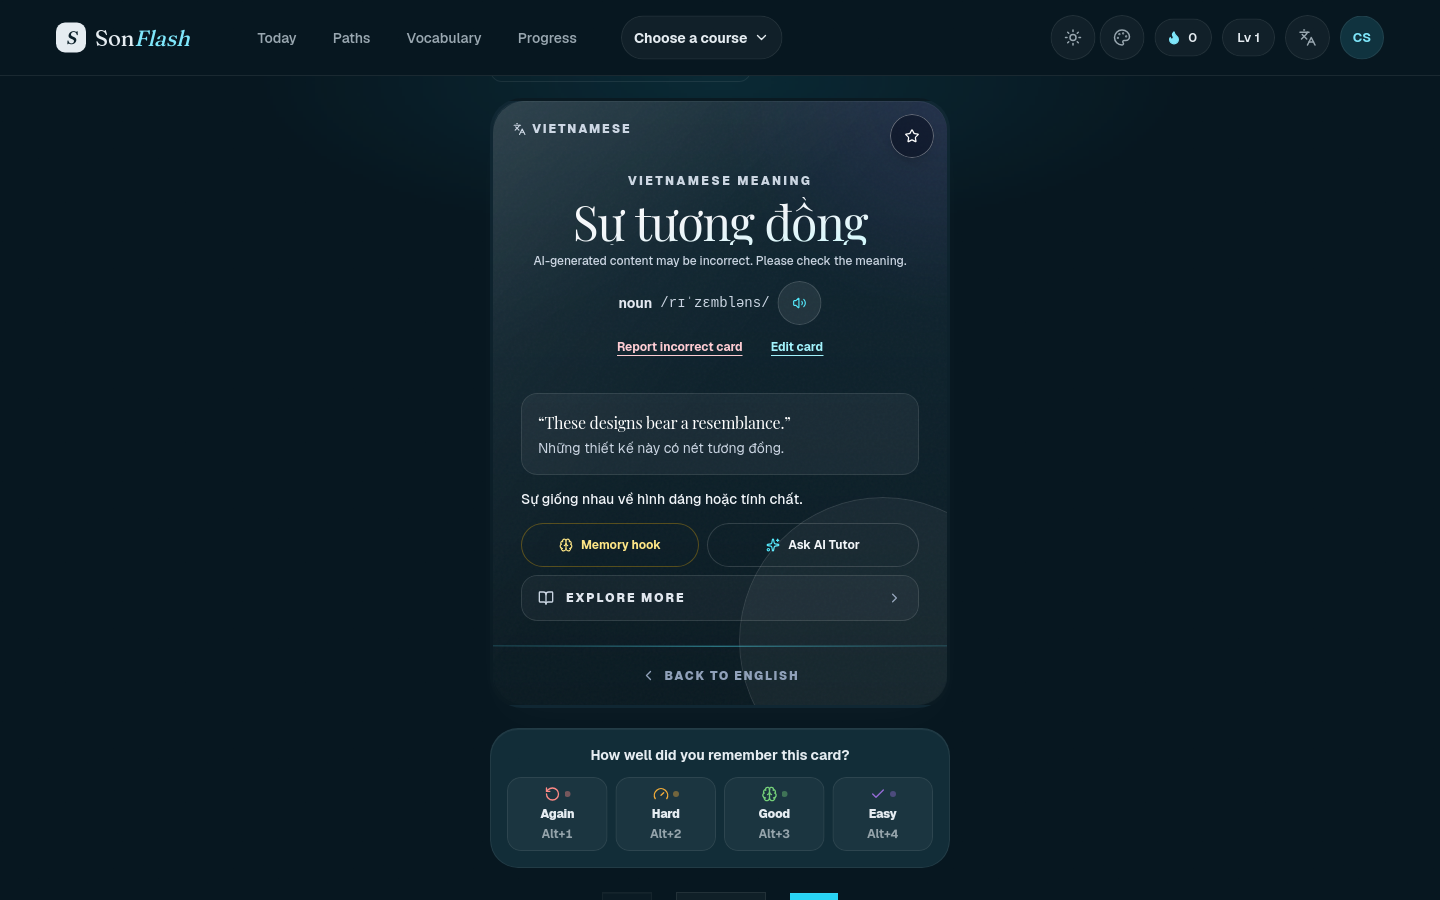 S SonFlash
Today
Paths
Vocabulary
Progress
Choose a course
0
Lv 1
CS
VIETNAMESE
VIETNAMESE MEANING
Sự tương đồng
AI-generated content may be incorrect. Please check the meaning.
noun /rɪˈzɛmbləns/
Report incorrect card
Edit card
“These designs bear a resemblance.”
Những thiết kế này có nét tương đồng.
Sự giống nhau về hình dáng hoặc tính chất.
Memory hook
Ask AI Tutor
EXPLORE MORE
BACK TO ENGLISH
How well did you remember this card?
Again
Alt+1
Hard
Alt+2
Good
Alt+3
Easy
Alt+4